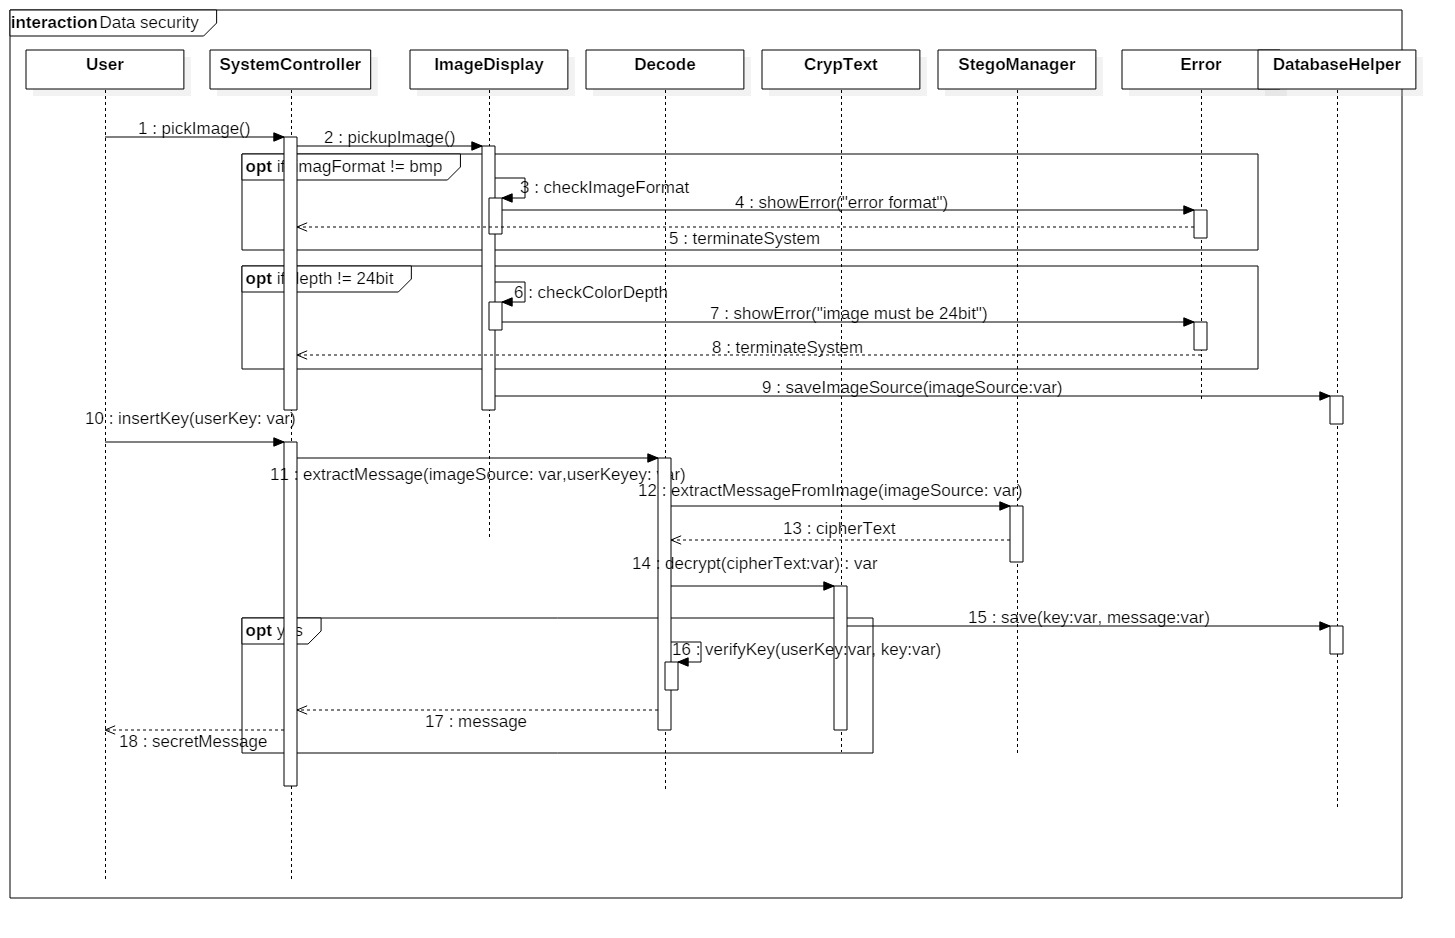 interaction Data security
User
SystemController
ImageDisplay
Decode
CrypText
StegoManager
Error
DatabaseHelper
1 : pickImage()
2 : pickupImage()
opt if imagFormat != bmp
3 : checkImageFormat
4 : showError("error format")
5 : terminateSystem
opt if depth != 24bit
6 : checkColorDepth
7 : showError("image must be 24bit")
8 : terminateSystem
9 : saveImageSource(imageSource:var)
10 : insertKey(userKey: var)
11 : extractMessage(imageSource: var,userKeyey: var)
12 : extractMessageFromImage(imageSource: var)
13 : cipherText
14 : decrypt(cipherText:var) : var
15 : save(key:var, message:var)
opt yes
16 : verifyKey(userKey:var, key:var)
17 : message
18 : secretMessage